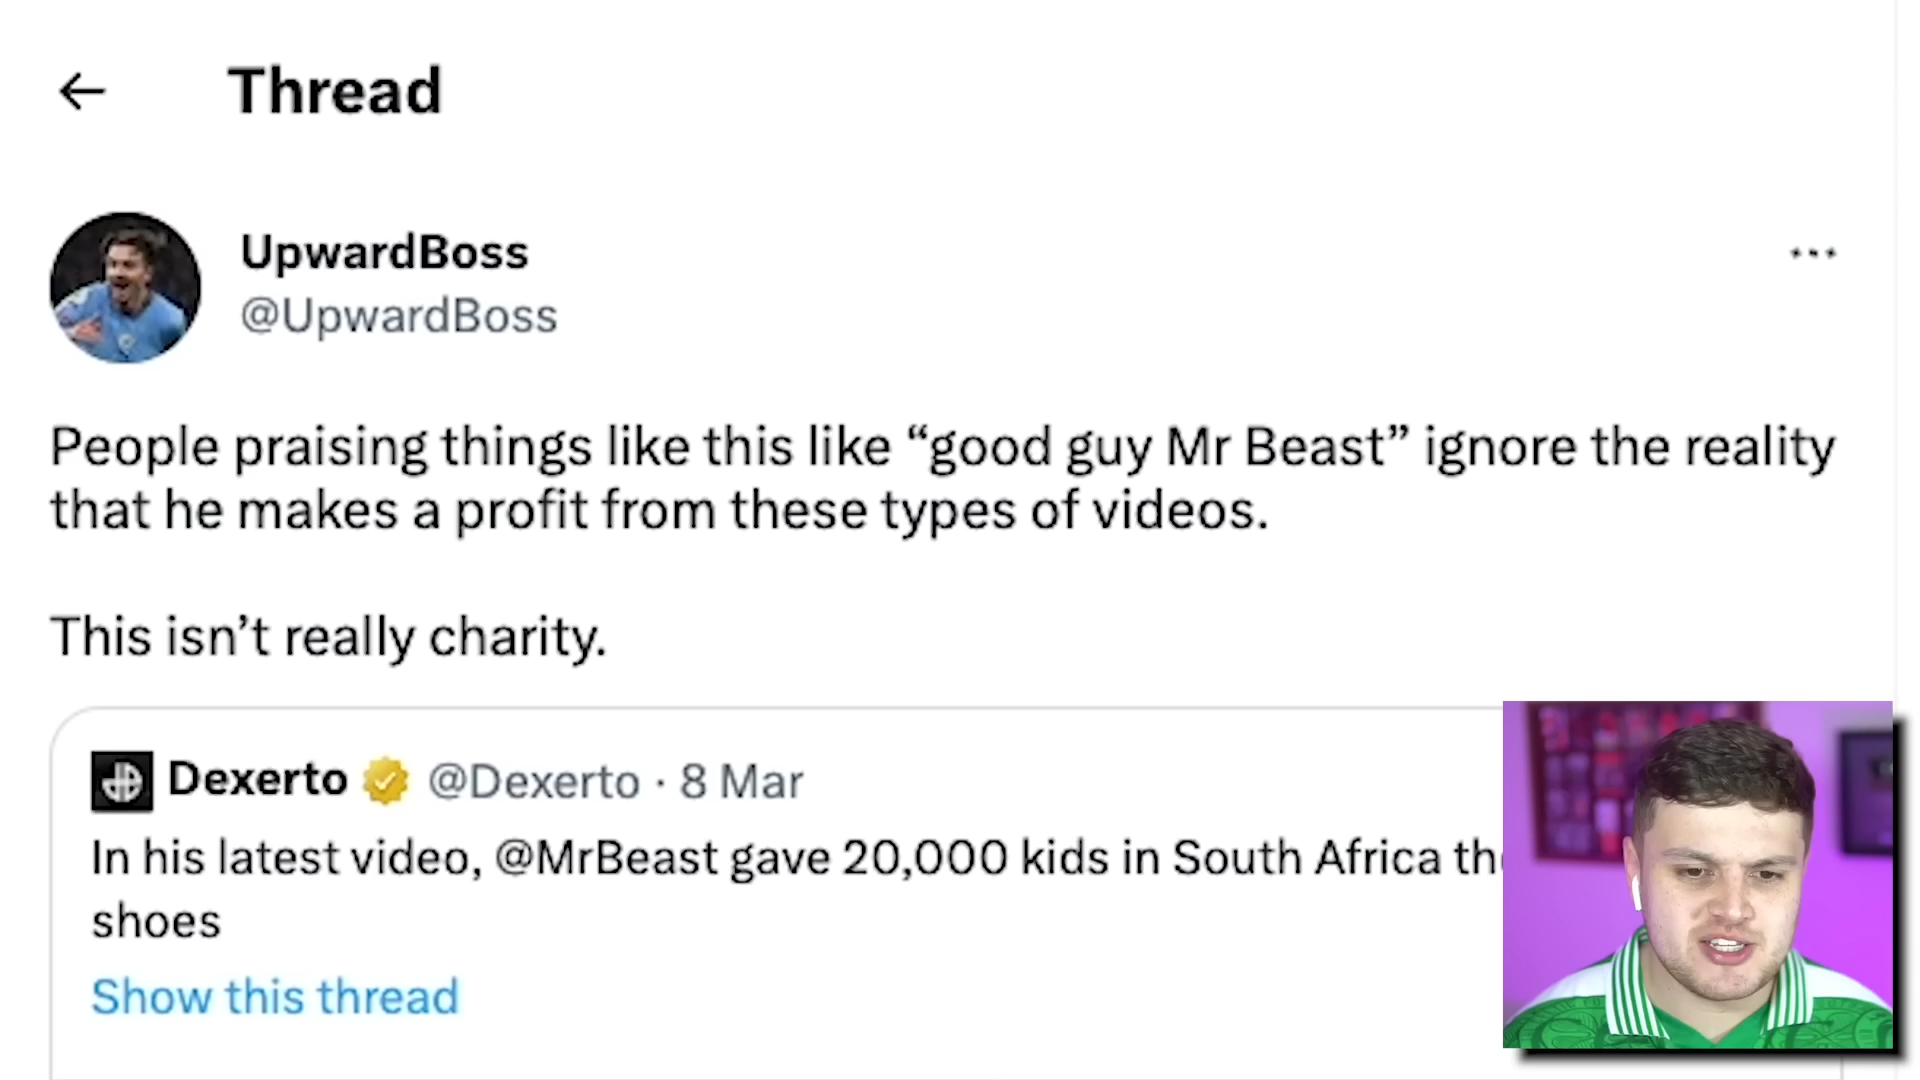 Thread
UpwardBoss
@UpwardBoss
People praising things like this like “good guy Mr Beast” ignore the reality
that he makes a profit from these types of videos.
This isn’t really charity.
Dexerto @Dexerto · 8 Mar
In his latest video, @MrBeast gave 20,000 kids in South Africa
shoes
Show this thread